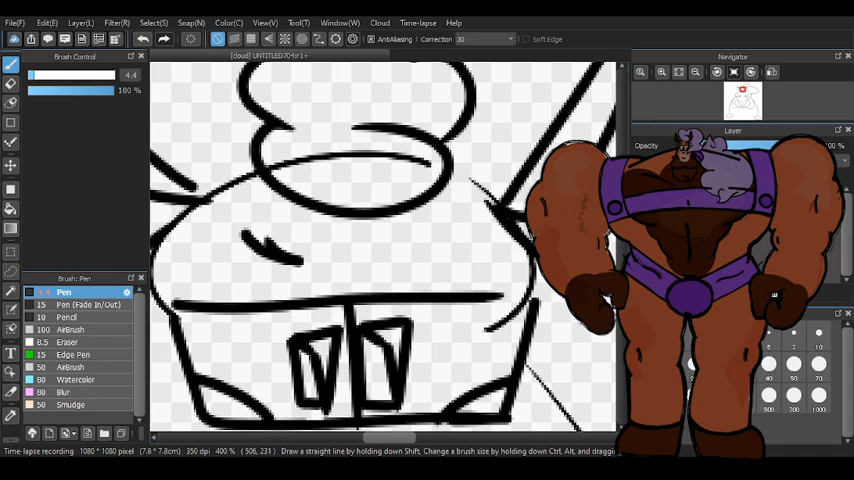 File(F) Edit(E) Layer(L) Filter(R) Select(S) Snap(N) Color(C) View(V) Tool(T) Window(W) Cloud Time-lapse Help
AntiAliasing Correction 30 Soft Edge
Brush Control
[cloud] UNTITLED704
Navigator
4.4
100 %
Layer
Opacity
100 %
Brush: Pen
4.4 Pen
15 Pen (Fade In/Out)
10 Pencil
100 AirBrush
8.5 Eraser
15 Edge Pen
50 AirBrush
80 Watercolor
80 Blur
50 Smudge
5 7 10
40 50 70
500 700 1000
Time-lapse recording 1080 * 1080 pixel (7.8 * 7.8cm) 350 dpi 400 % ( 506, 231) Draw a straight line by holding down Shift, Change a brush size by holding down Ctrl, Alt, and draggin